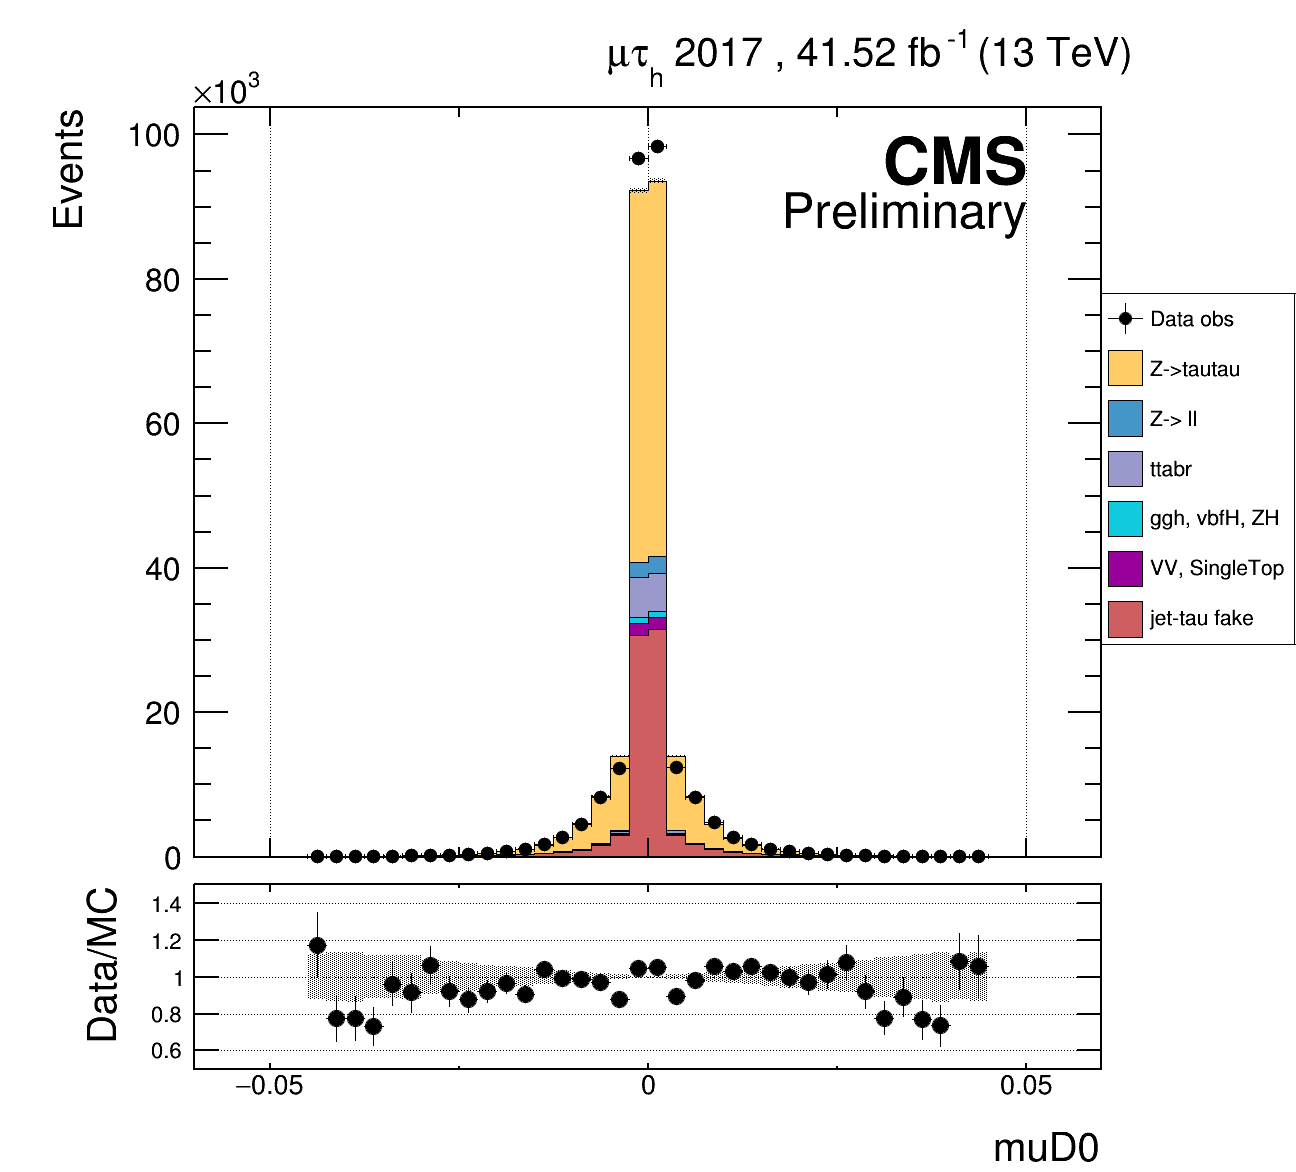 μτh 2017 , 41.52 fb-1 (13 TeV)
×10³
Events
100
80
60
40
20
0
CMS
Preliminary
Data obs
Z->tautau
Z-> ll
ttabr
ggh, vbfH, ZH
VV, SingleTop
jet-tau fake
Data/MC
1.4
1.2
1
0.8
0.6
−0.05
0
0.05
muD0